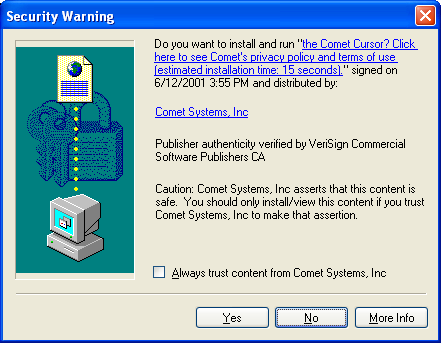 Security Warning
Do you want to install and run "the Comet Cursor? Click
here to see Comet's privacy policy and terms of use
(estimated installation time: 15 seconds)." signed on
6/12/2001 3:55 PM and distributed by:
Comet Systems, Inc
Publisher authenticity verified by VeriSign Commercial
Software Publishers CA
Caution: Comet Systems, Inc asserts that this content is
safe. You should only install/view this content if you trust
Comet Systems, Inc to make that assertion.
Always trust content from Comet Systems, Inc
Yes No More Info